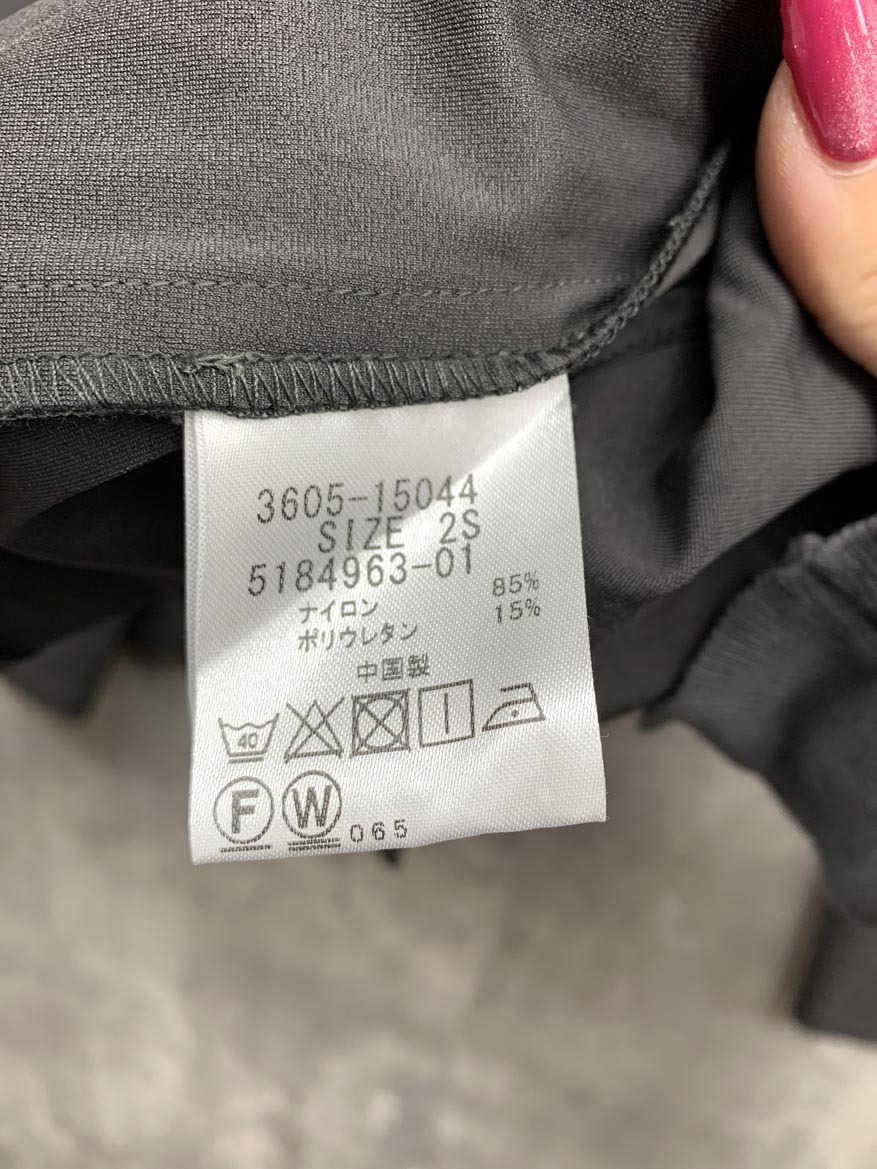 3605-15044
SIZE 2S
5184963-01
ナイロン 85%
ポリウレタン 15%
中国製
40
F W 065